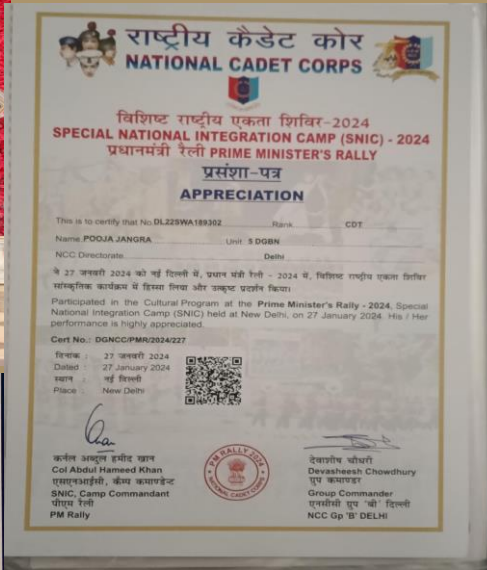 राष्ट्रीय कैडेट कोर
NATIONAL CADET CORPS
विशिष्ट राष्ट्रीय एकता शिविर-2024
SPECIAL NATIONAL INTEGRATION CAMP (SNIC) - 2024
प्रधानमंत्री रैली PRIME MINISTER'S RALLY
प्रसंशा-पत्र
APPRECIATION
This is to certify that No. DL22SWA189302 Rank CDT
Name POOJA JANGRA Unit 5 DGBN
NCC Directorate Delhi
ने 27 जनवरी 2024 को नई दिल्ली में, प्रधान मंत्री रैली - 2024 में, विशिष्ट राष्ट्रीय एकता शिविर
सांस्कृतिक कार्यक्रम में हिस्सा लिया और उत्कृष्ट प्रदर्शन किया।
Participated in the Cultural Program at the Prime Minister's Rally - 2024, Special
National Integration Camp (SNIC) held at New Delhi, on 27 January 2024. His / Her
performance is highly appreciated.
Cert No.: DGNCC/PMR/2024/227
दिनांक : 27 जनवरी 2024
Dated : 27 January 2024
स्थान : नई दिल्ली
Place : New Delhi
PM RALLY 2024
NATIONAL CADET CORPS
कर्नल अब्दुल हमीद खान
Col Abdul Hameed Khan
एसएनआईसी, कैम्प कमाण्डेन्ट
SNIC, Camp Commandant
पीएम रैली
PM Rally
देवाशीष चौधरी
Devasheesh Chowdhury
ग्रुप कमाण्डर
Group Commander
एनसीसी ग्रुप 'बी' दिल्ली
NCC Gp 'B' DELHI